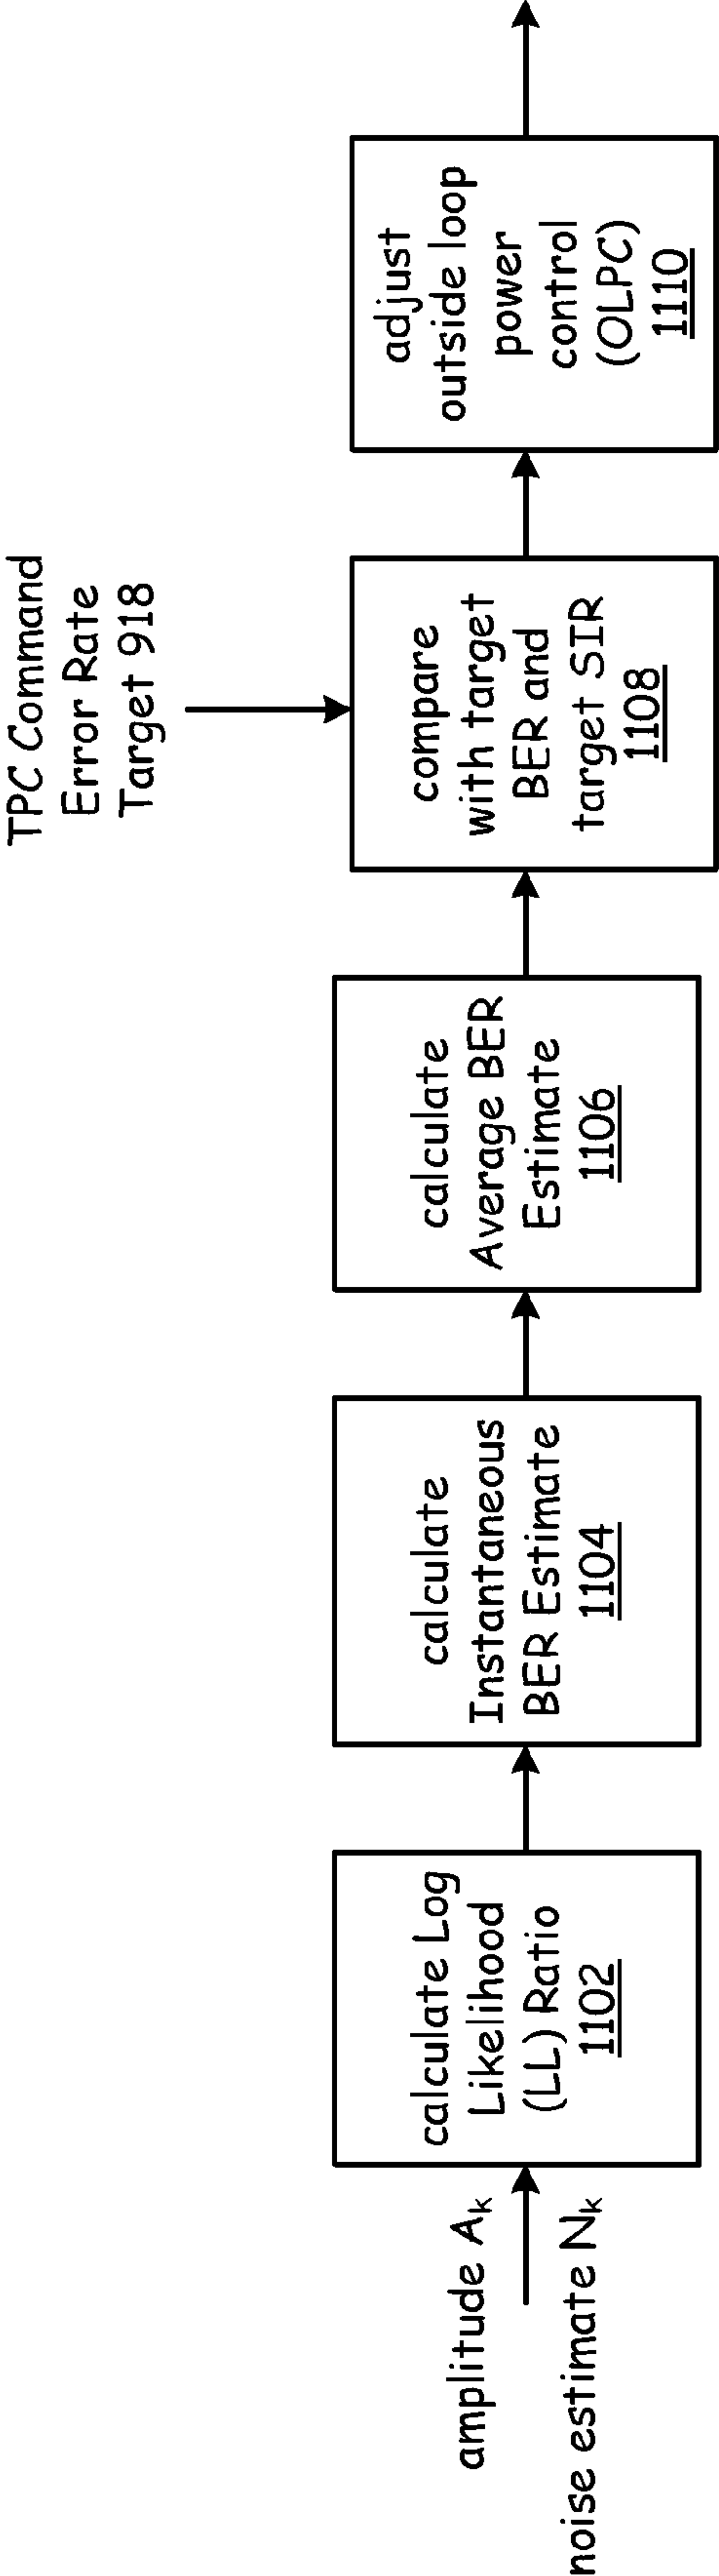 amplitude Ak
noise estimate Nk
calculate Log
Likelihood
(LL) Ratio
1102
calculate
Instantaneous
BER Estimate
1104
calculate
Average BER
Estimate
1106
TPC Command
Error Rate
Target 918
compare
with target
BER and
target SIR
1108
adjust
outside loop
power
control
(OLPC)
1110